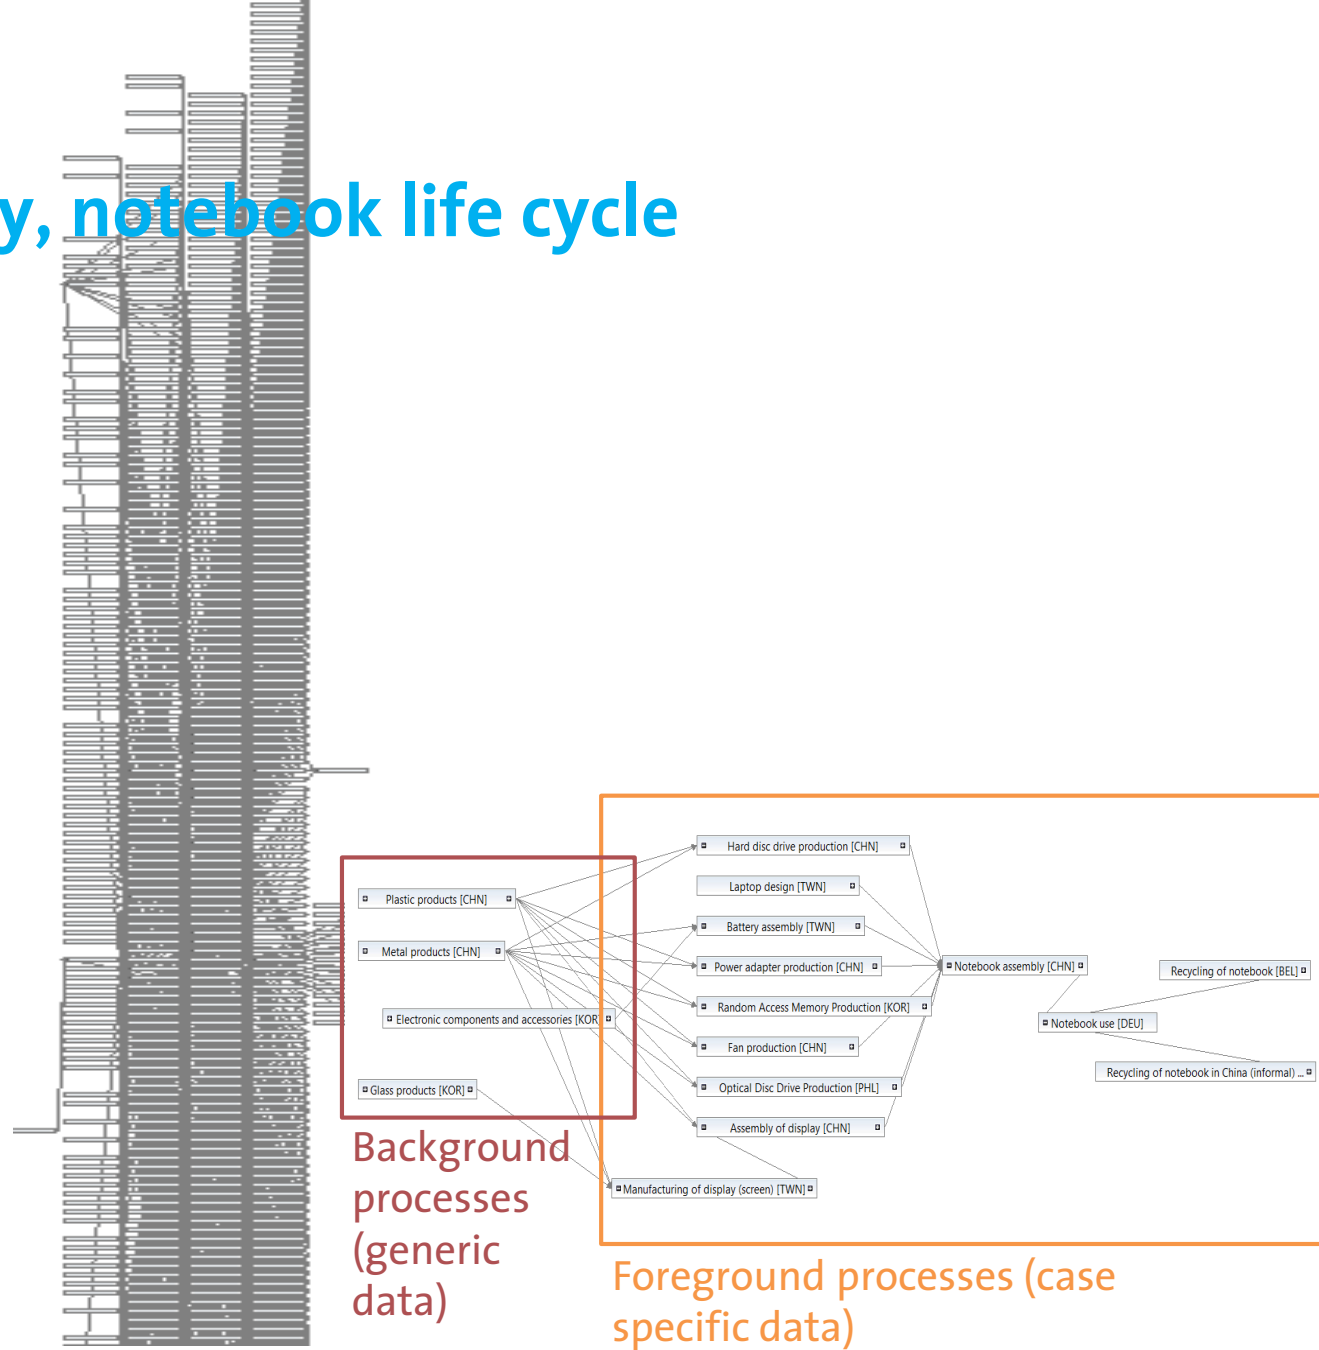 y, notebook life cycle
Hard disc drive production [CHN]
Plastic products [CHN]
Laptop design [TWN]
Battery assembly [TWN]
Metal products [CHN]
Power adapter production [CHN]
Notebook assembly [CHN]
Recycling of notebook [BEL]
Electronic components and accessories [KOR]
Random Access Memory Production [KOR]
Notebook use [DEU]
Fan production [CHN]
Recycling of notebook in China (informal) ...
Glass products [KOR]
Optical Disc Drive Production [PHL]
Assembly of display [CHN]
Manufacturing of display (screen) [TWN]
Background
processes
(generic
data)
Foreground processes (case
specific data)